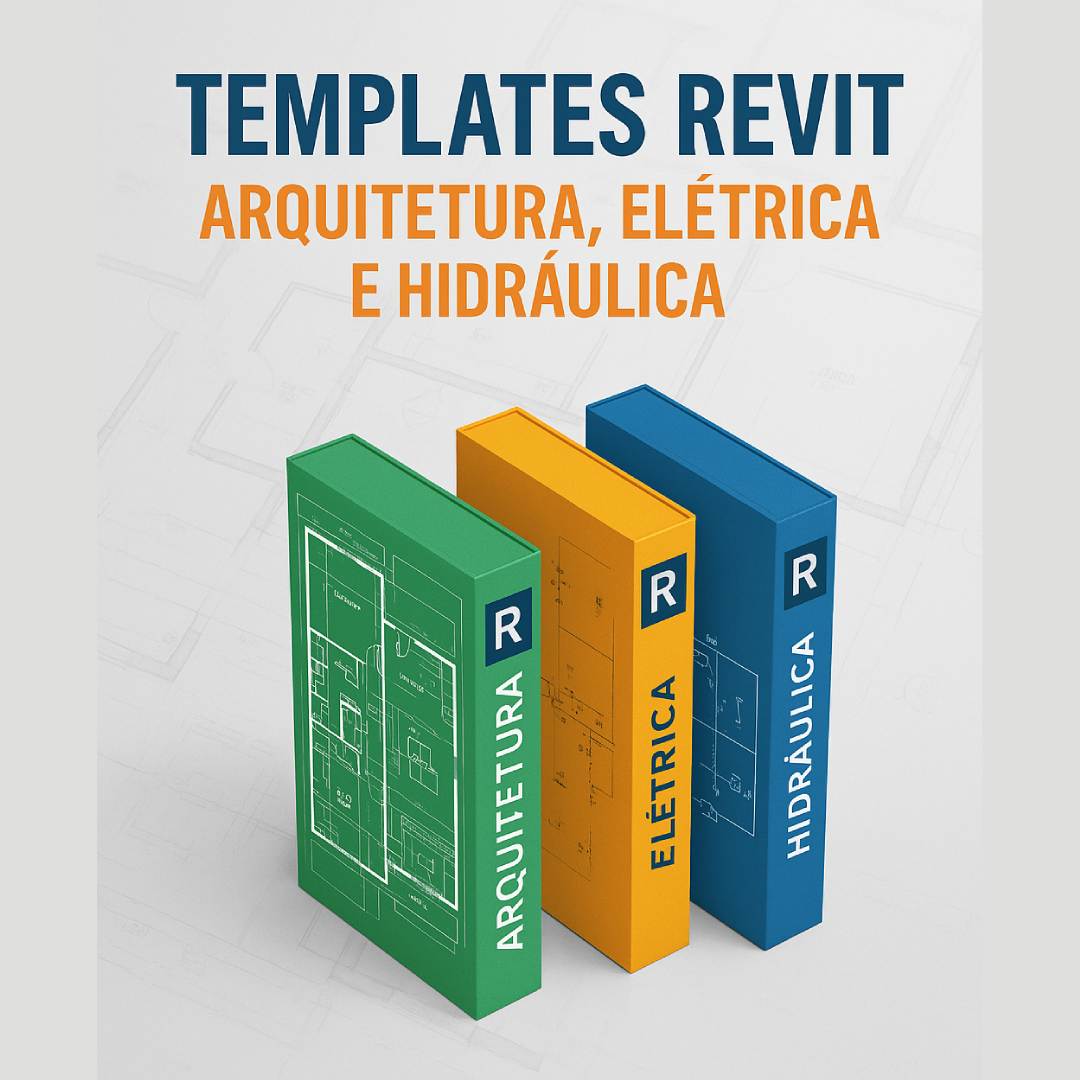 TEMPLATES REVIT
ARQUITETURA, ELÉTRICA
E HIDRÁULICA
R
ARQUITETURA
R
ELÉTRICA
R
HIDRÁULICA